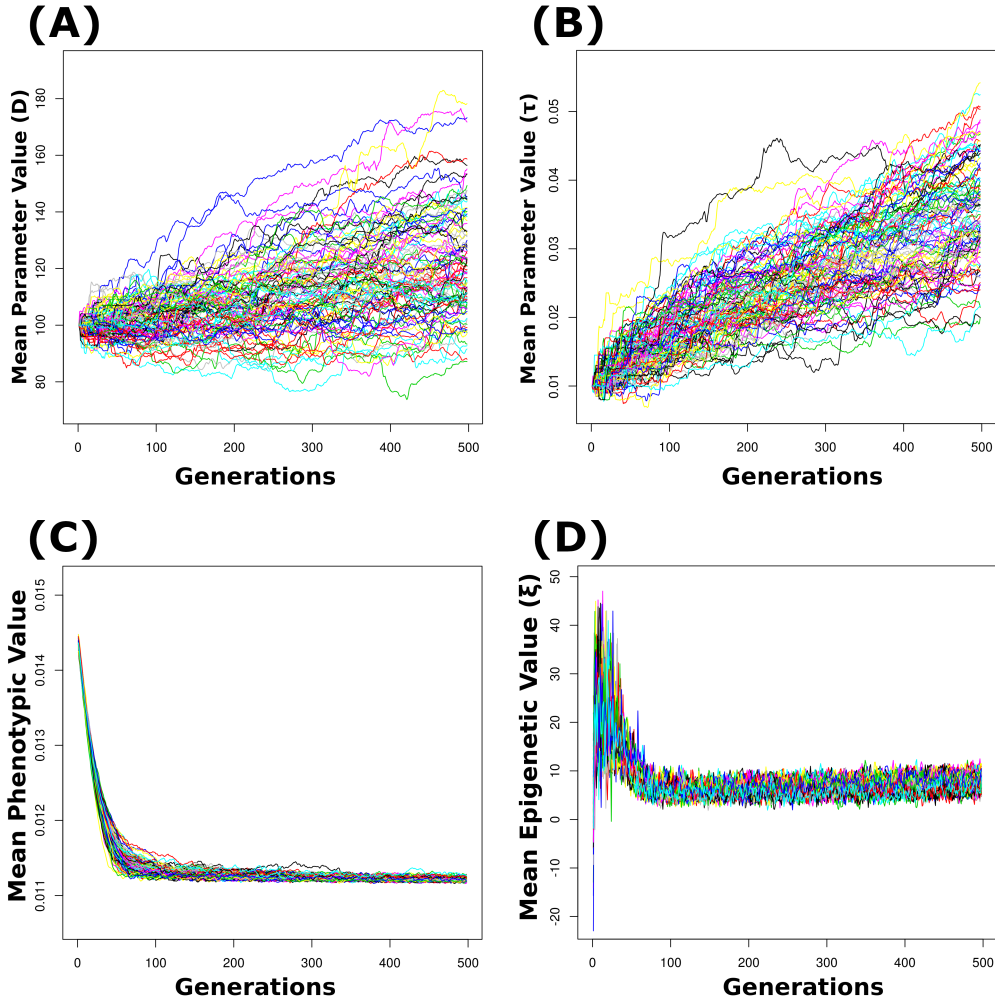 (A)
Mean Parameter Value (D)
180
160
140
120
100
80
0 100 200 300 400 500
Generations
(B)
Mean Parameter Value (τ)
0.05
0.04
0.03
0.02
0.01
0 100 200 300 400 500
Generations
(C)
Mean Phenotypic Value
0.015
0.014
0.013
0.012
0.011
0 100 200 300 400 500
Generations
(D)
Mean Epigenetic Value (ξ)
50
40
30
20
10
0
-10
-20
0 100 200 300 400 500
Generations